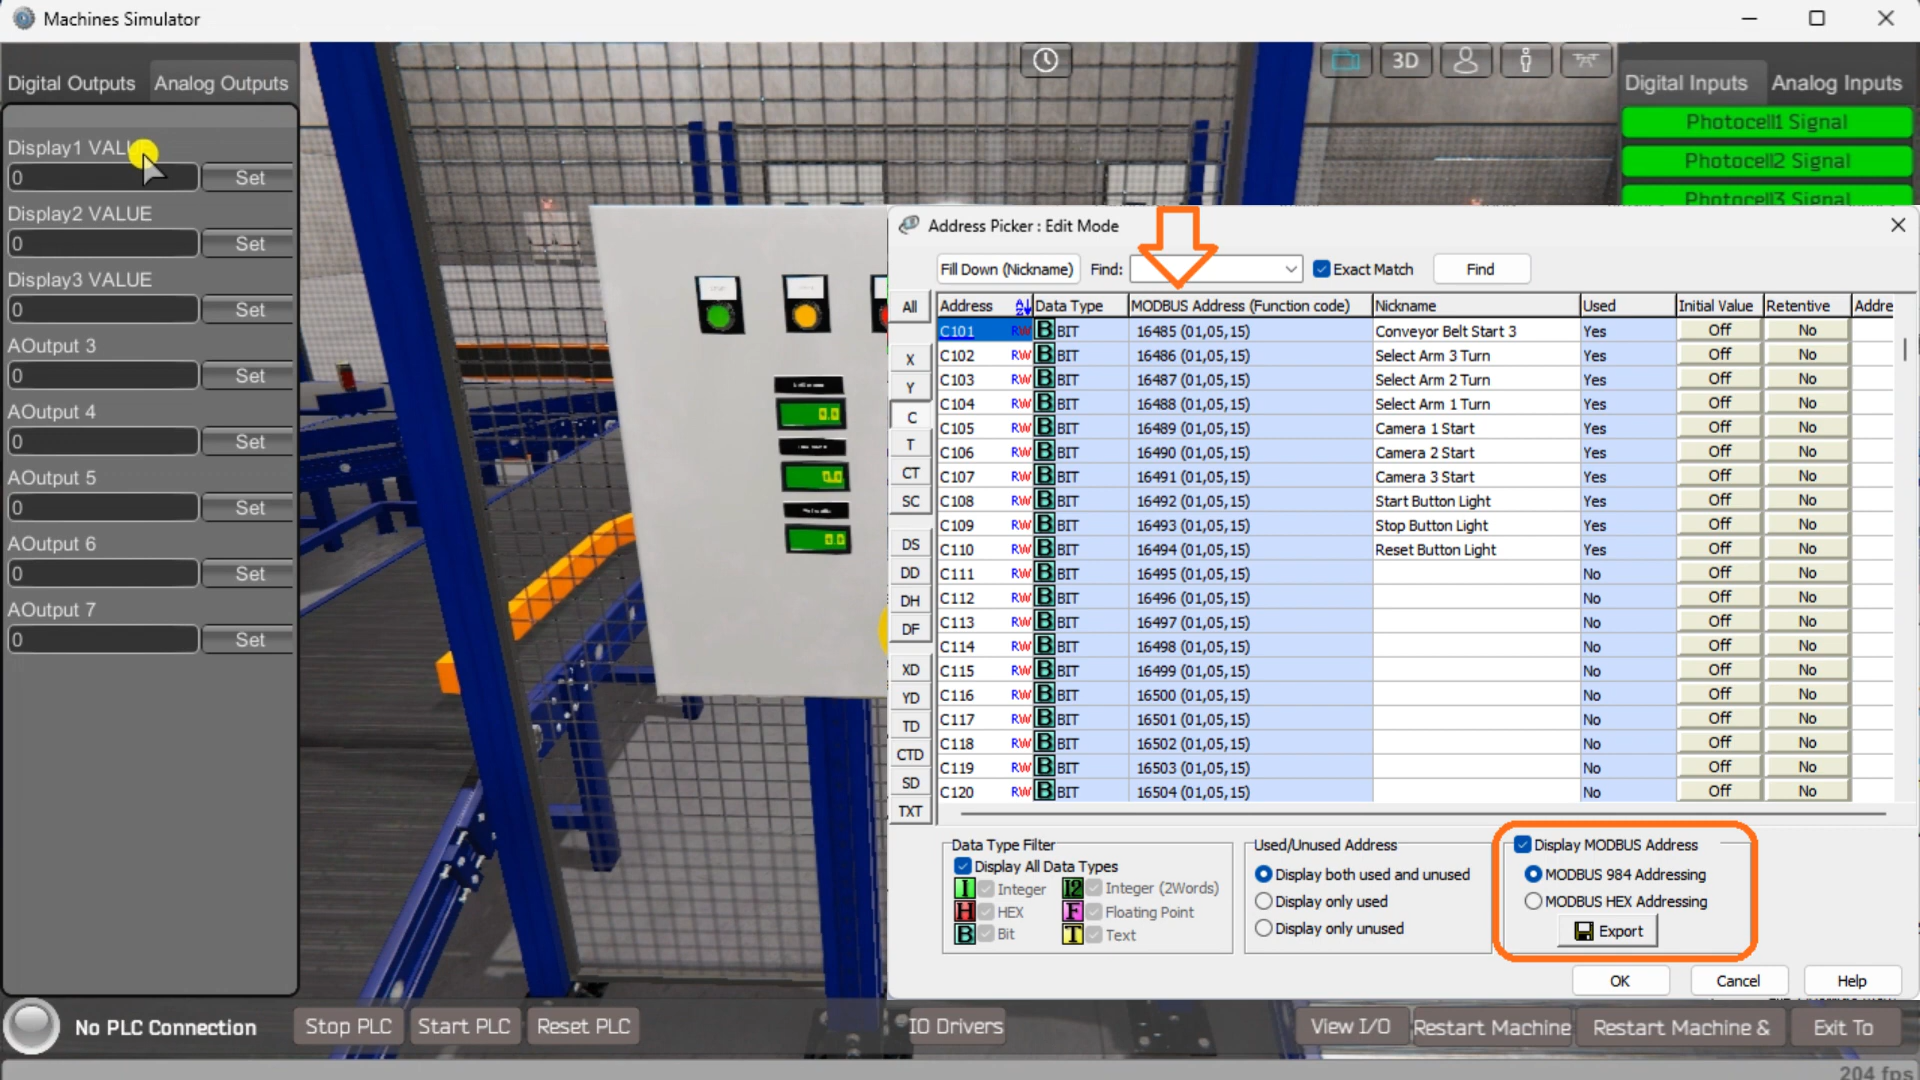 Machines Simulator
Digital Outputs
Analog Outputs
Display1 VALUE
0
Set
Display2 VALUE
0
Set
Display3 VALUE
0
Set
AOutput 3
0
Set
AOutput 4
0
Set
AOutput 5
0
Set
AOutput 6
0
Set
AOutput 7
0
Set
3D
Digital Inputs
Analog Inputs
Photocell1 Signal
Photocell2 Signal
Photocell3 Signal
0.0
0.0
0.0
Address Picker : Edit Mode
Fill Down (Nickname)
Find:
Exact Match
Find
All
X
Y
C
T
CT
SC
DS
DD
DH
DF
XD
YD
TD
CTD
SD
TXT
Address Data Type MODBUS Address (Function code) Nickname Used Initial Value Retentive Addre
C101 RW B BIT 16485 (01,05,15) Conveyor Belt Start 3 Yes Off No
C102 RW B BIT 16486 (01,05,15) Select Arm 3 Turn Yes Off No
C103 RW B BIT 16487 (01,05,15) Select Arm 2 Turn Yes Off No
C104 RW B BIT 16488 (01,05,15) Select Arm 1 Turn Yes Off No
C105 RW B BIT 16489 (01,05,15) Camera 1 Start Yes Off No
C106 RW B BIT 16490 (01,05,15) Camera 2 Start Yes Off No
C107 RW B BIT 16491 (01,05,15) Camera 3 Start Yes Off No
C108 RW B BIT 16492 (01,05,15) Start Button Light Yes Off No
C109 RW B BIT 16493 (01,05,15) Stop Button Light Yes Off No
C110 RW B BIT 16494 (01,05,15) Reset Button Light Yes Off No
C111 RW B BIT 16495 (01,05,15) No Off No
C112 RW B BIT 16496 (01,05,15) No Off No
C113 RW B BIT 16497 (01,05,15) No Off No
C114 RW B BIT 16498 (01,05,15) No Off No
C115 RW B BIT 16499 (01,05,15) No Off No
C116 RW B BIT 16500 (01,05,15) No Off No
C117 RW B BIT 16501 (01,05,15) No Off No
C118 RW B BIT 16502 (01,05,15) No Off No
C119 RW B BIT 16503 (01,05,15) No Off No
C120 RW B BIT 16504 (01,05,15) No Off No
Data Type Filter
Display All Data Types
I Integer I2 Integer (2Words)
H HEX F Floating Point
B Bit T Text
Used/Unused Address
Display both used and unused
Display only used
Display only unused
Display MODBUS Address
MODBUS 984 Addressing
MODBUS HEX Addressing
Export
OK
Cancel
Help
No PLC Connection
Stop PLC
Start PLC
Reset PLC
IO Drivers
View I/O
Restart Machine
Restart Machine &
Exit To
204 fps